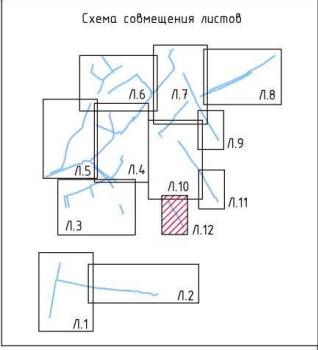 Схема совмещения листов
Л.6
Л.7
Л.8
Л.9
Л.5
Л.4
Л.10
Л.11
Л.3
Л.12
Л.2
Л.1